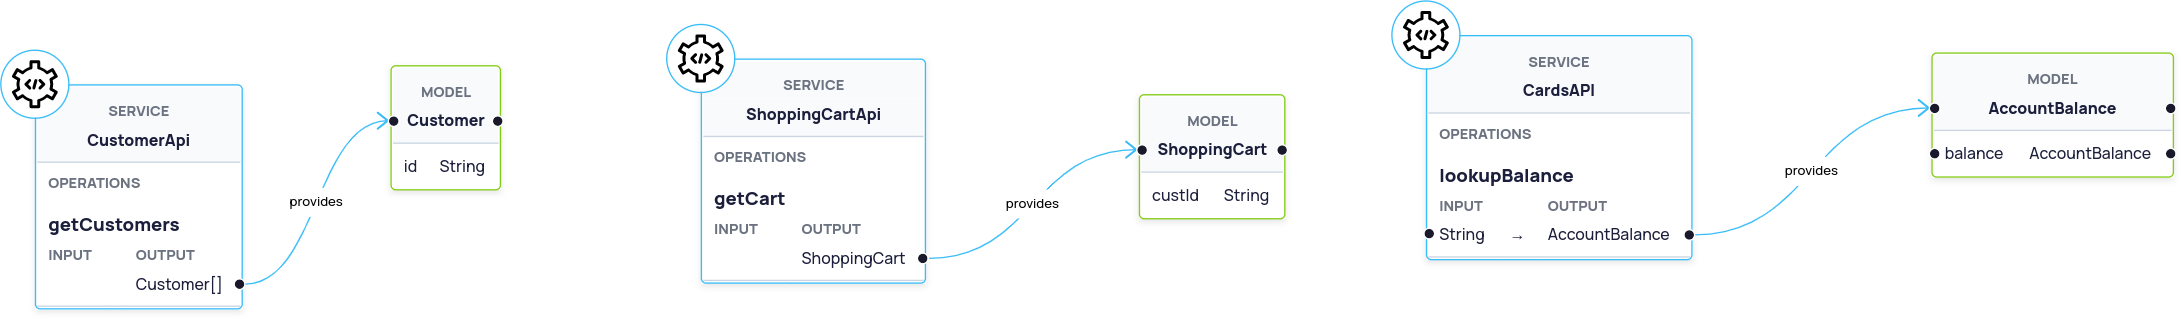 SERVICE
CustomerApi
OPERATIONS
getCustomers
INPUT OUTPUT
Customer[]
provides
MODEL
Customer
id String
</>
SERVICE
ShoppingCartApi
OPERATIONS
getCart
INPUT OUTPUT
ShoppingCart
provides
MODEL
ShoppingCart
custId String
</>
SERVICE
CardsAPI
OPERATIONS
lookupBalance
INPUT OUTPUT
String → AccountBalance
provides
MODEL
AccountBalance
balance AccountBalance
</>